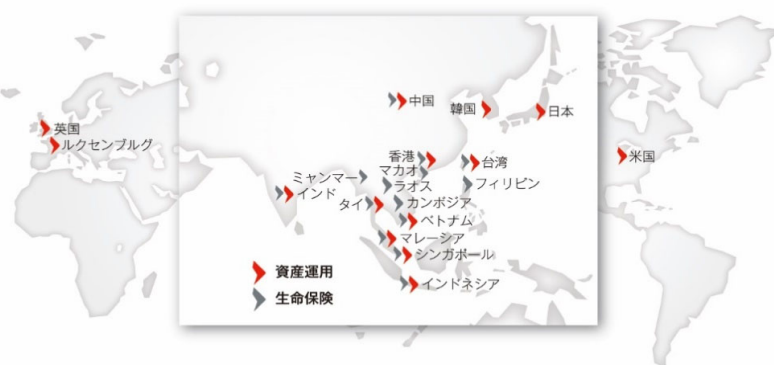 中国
韓国
日本
英国
ルクセンブルグ
香港
台湾
米国
マカオ
ミャンマー
ラオス
フィリピン
インド
タイ
カンボジア
ベトナム
マレーシア
シンガポール
資産運用
インドネシア
生命保険